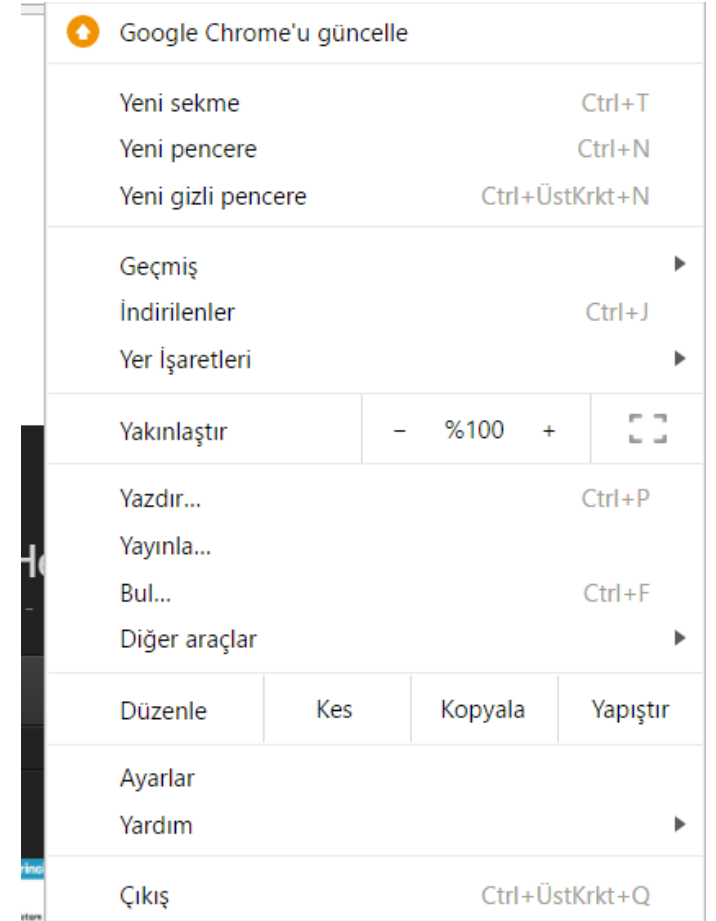 Google Chrome'u güncelle
Yeni sekme Ctrl+T
Yeni pencere Ctrl+N
Yeni gizli pencere Ctrl+ÜstKrkt+N
Geçmiş
İndirilenler Ctrl+J
Yer İşaretleri
Yakınlaştır − %100 +
Yazdır...
Ctrl+P
Yayınla...
Bul... Ctrl+F
Diğer araçlar
Düzenle Kes Kopyala Yapıştır
Ayarlar
Yardım
Çıkış Ctrl+ÜstKrkt+Q